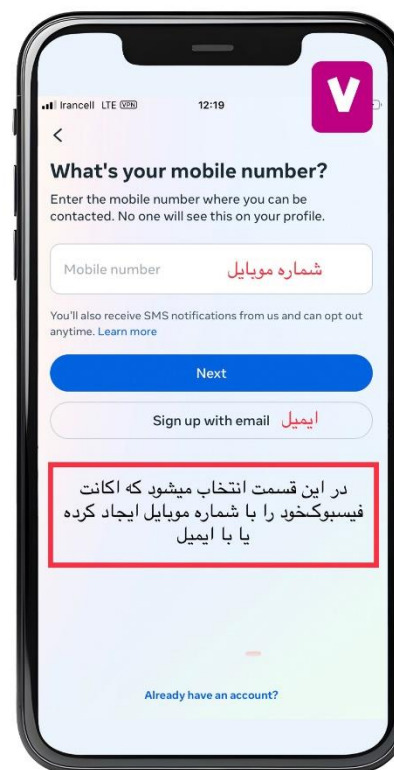 Irancell LTE VPN 12:19
V
What's your mobile number?
Enter the mobile number where you can be
contacted. No one will see this on your profile.
Mobile number شماره موبایل
You'll also receive SMS notifications from us and can opt out
anytime. Learn more
Next
Sign up with email ایمیل
در این قسمت انتخاب میشود که اکانت
فیسبوک‌خود را با شماره موبایل ایجاد کرده
یا با ایمیل
Already have an account?